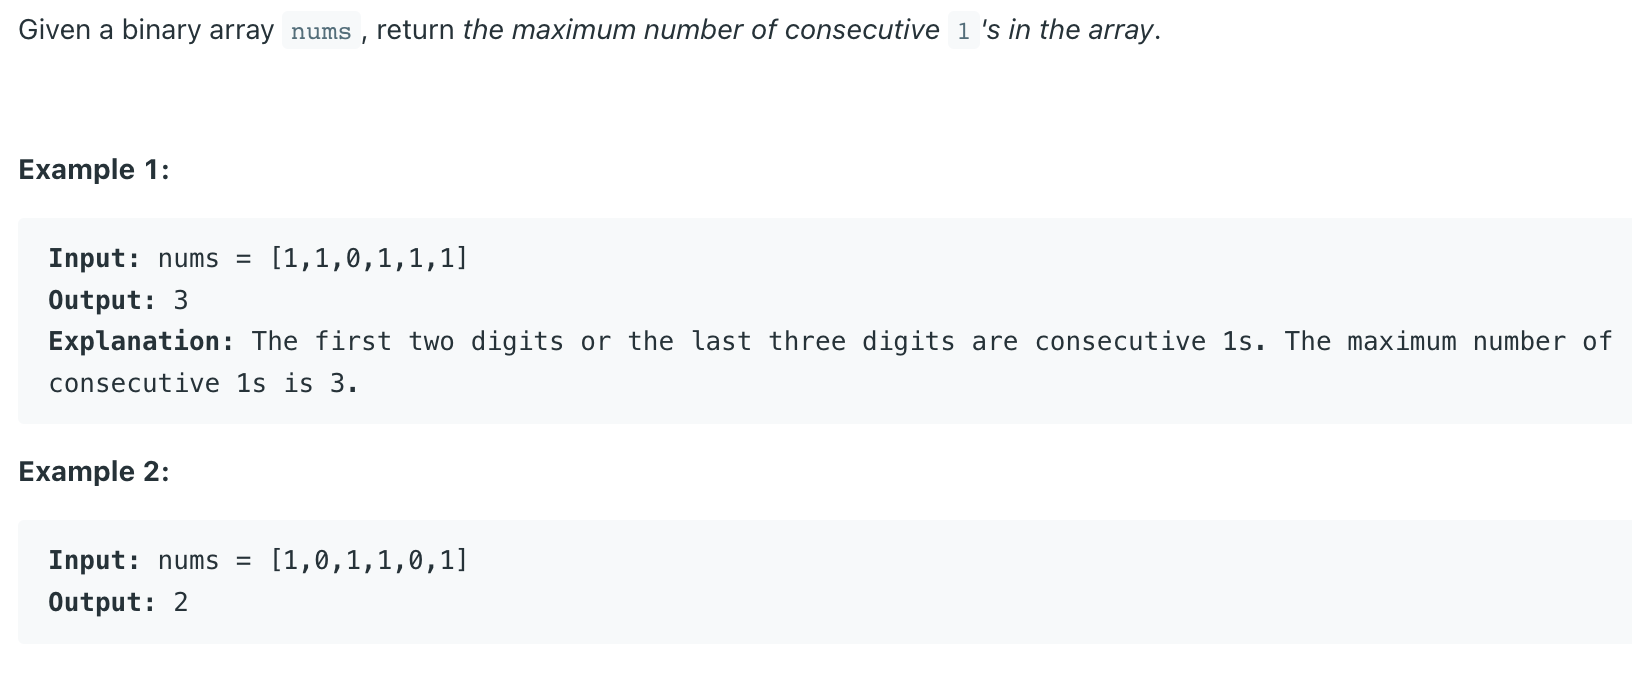 Given a binary array nums, return the maximum number of consecutive 1's in the array.
Example 1:
Input: nums = [1,1,0,1,1,1]
Output: 3
Explanation: The first two digits or the last three digits are consecutive 1s. The maximum number of
consecutive 1s is 3.
Example 2:
Input: nums = [1,0,1,1,0,1]
Output: 2